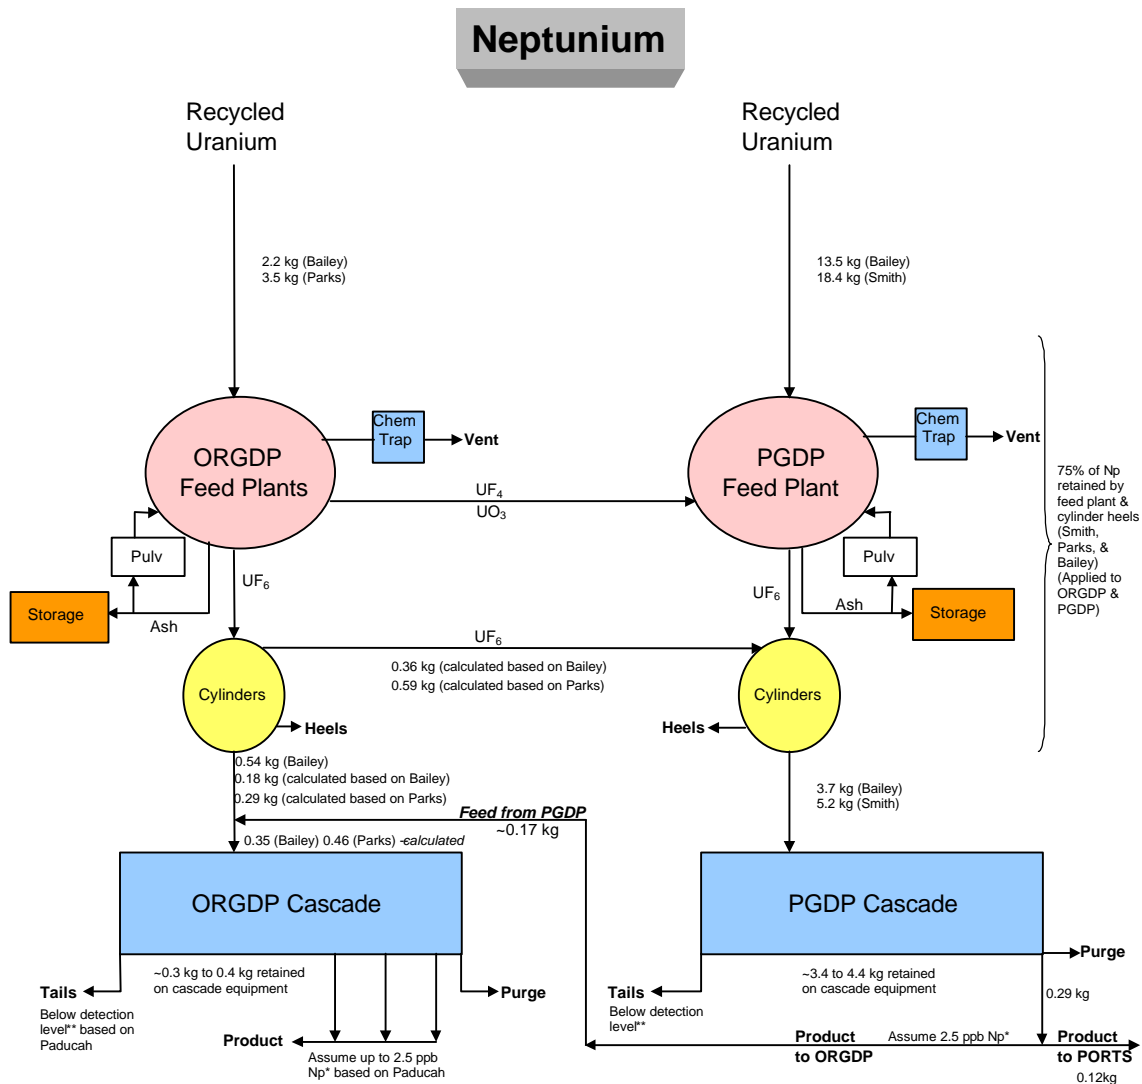 Neptunium
Recycled
Uranium
Recycled
Uranium
2.2 kg (Bailey)
3.5 kg (Parks)
13.5 kg (Bailey)
18.4 kg (Smith)
Chem
Trap
Vent
Chem
Trap
Vent
ORGDP
Feed Plants
PGDP
Feed Plant
UF4
UO3
75% of Np
retained by
feed plant &
cylinder heels
(Smith,
Parks, &
Bailey)
(Applied to
ORGDP &
PGDP)
Pulv
Pulv
UF6
UF6
Storage
Ash
Ash
Storage
UF6
0.36 kg (calculated based on Bailey)
0.59 kg (calculated based on Parks)
Cylinders
Cylinders
Heels
Heels
0.54 kg (Bailey)
0.18 kg (calculated based on Bailey)
0.29 kg (calculated based on Parks)
3.7 kg (Bailey)
5.2 kg (Smith)
Feed from PGDP
~0.17 kg
0.35 (Bailey) 0.46 (Parks) -calculated
ORGDP Cascade
PGDP Cascade
~0.3 kg to 0.4 kg retained
on cascade equipment
~3.4 to 4.4 kg retained
on cascade equipment
Purge
Tails
Purge
Tails
0.29 kg
Below detection
level** based on
Paducah
Below detection
level**
Product
Assume up to 2.5 ppb
Np* based on Paducah
Product
to ORGDP
Assume 2.5 ppb Np*
Product
to PORTS
0.12kg